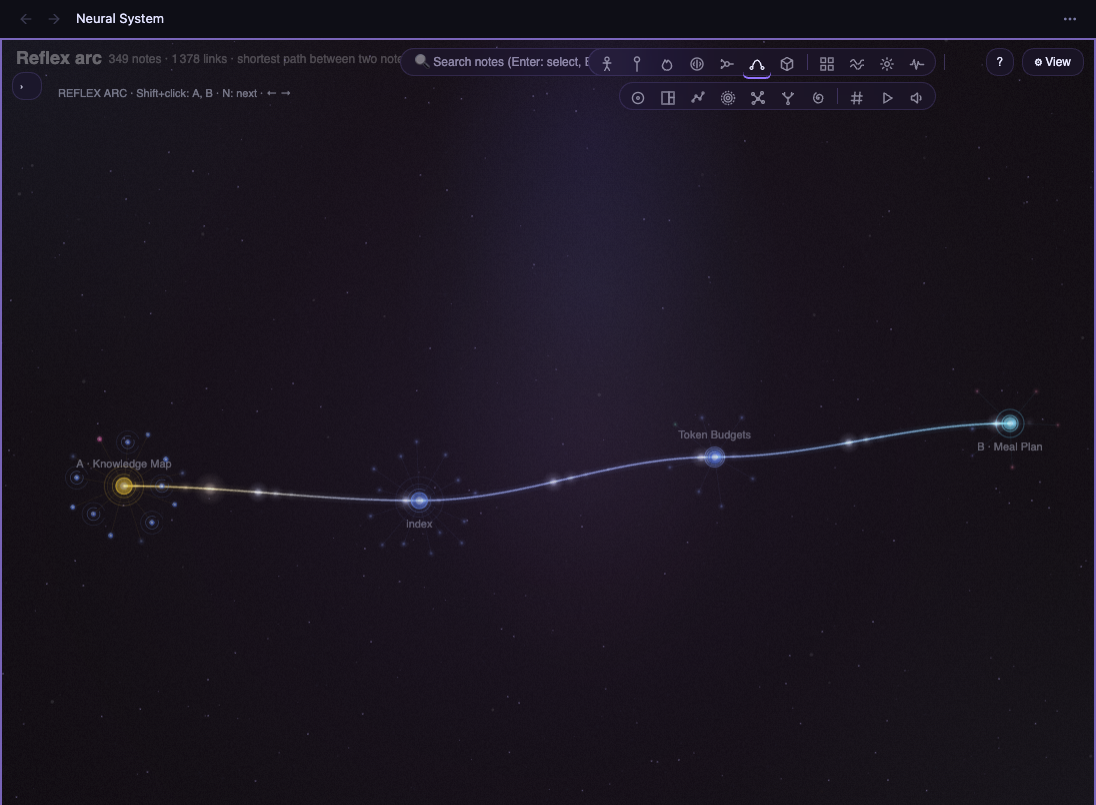 Neural System
Reflex arc 349 notes · 1 378 links · shortest path between two note
Search notes (Enter: select, E
?
View
REFLEX ARC · Shift+click: A, B · N: next · ← →
Token Budgets
B · Meal Plan
A · Knowledge Map
index